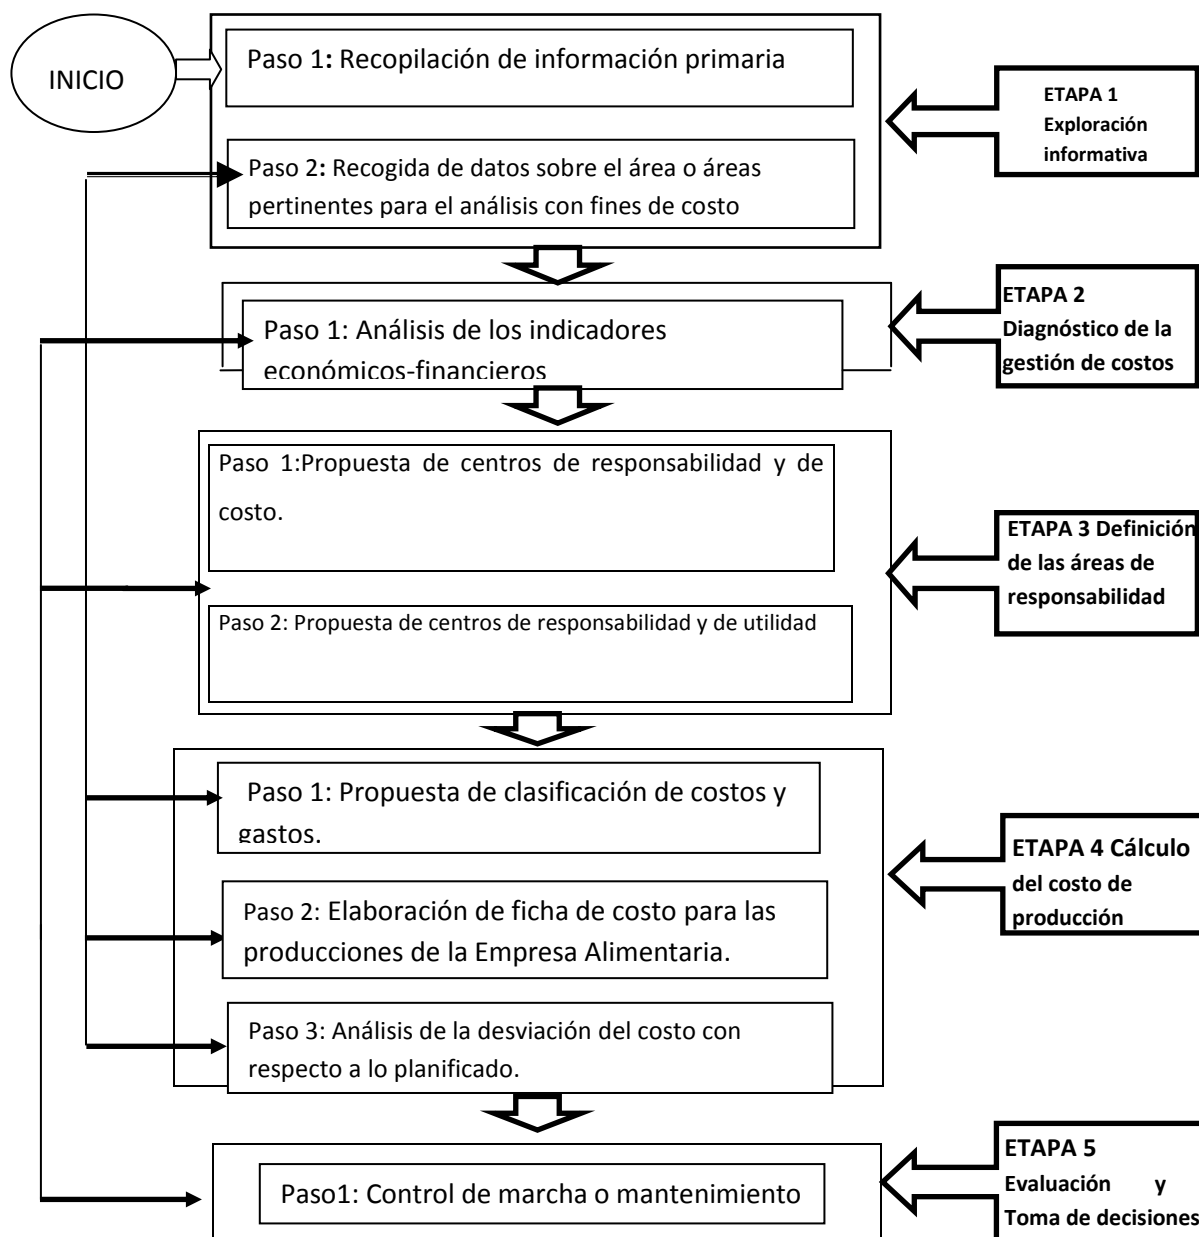 INICIO
Paso 1: Recopilación de información primaria
Paso 2: Recogida de datos sobre el área o áreas
pertinentes para el análisis con fines de costo
ETAPA 1
Exploración
informativa
Paso 1: Análisis de los indicadores
económicos-financieros
ETAPA 2
Diagnóstico de la
gestión de costos
Paso 1:Propuesta de centros de responsabilidad y de
costo.
Paso 2: Propuesta de centros de responsabilidad y de utilidad
ETAPA 3 Definición
de las áreas de
responsabilidad
Paso 1: Propuesta de clasificación de costos y
gastos.
Paso 2: Elaboración de ficha de costo para las
producciones de la Empresa Alimentaria.
Paso 3: Análisis de la desviación del costo con
respecto a lo planificado.
ETAPA 4 Cálculo
del costo de
producción
Paso1: Control de marcha o mantenimiento
ETAPA 5
Evaluación y
Toma de decisiones